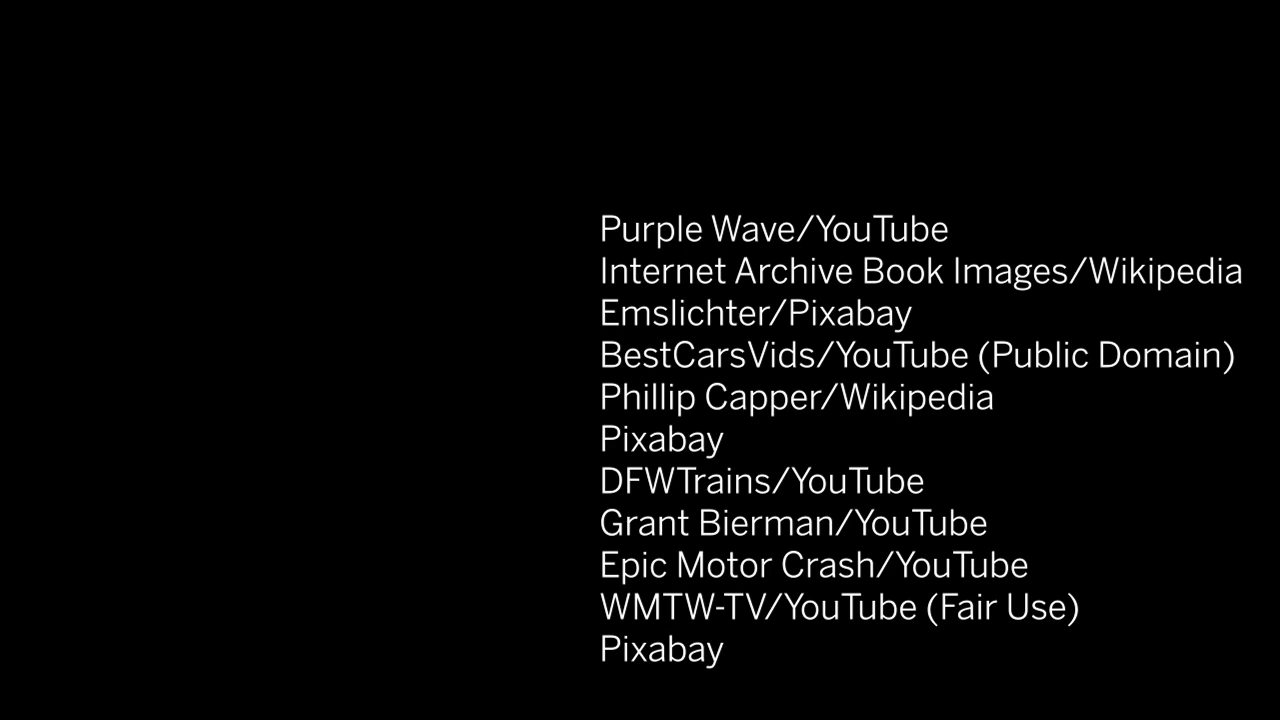 Purple Wave/YouTube
Internet Archive Book Images/Wikipedia
Emslichter/Pixabay
BestCarsVids/YouTube (Public Domain)
Phillip Capper/Wikipedia
Pixabay
DFWTrains/YouTube
Grant Bierman/YouTube
Epic Motor Crash/YouTube
WMTW-TV/YouTube (Fair Use)
Pixabay